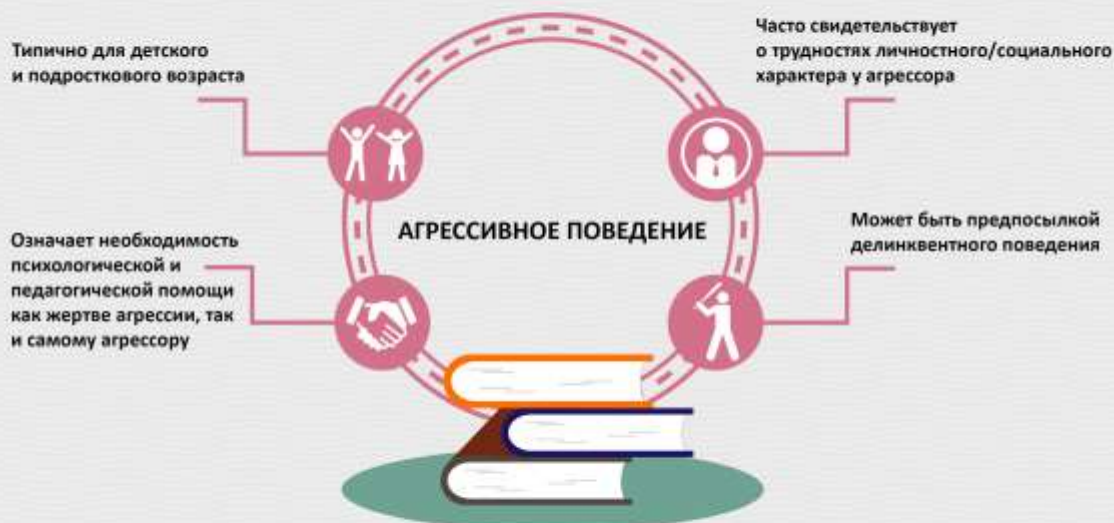 Типично для детского
и подросткового возраста
Часто свидетельствует
о трудностях личностного/социального
характера у агрессора
АГРЕССИВНОЕ ПОВЕДЕНИЕ
Означает необходимость
психологической и
педагогической помощи
как жертве агрессии, так
и самому агрессору
Может быть предпосылкой
делинквентного поведения